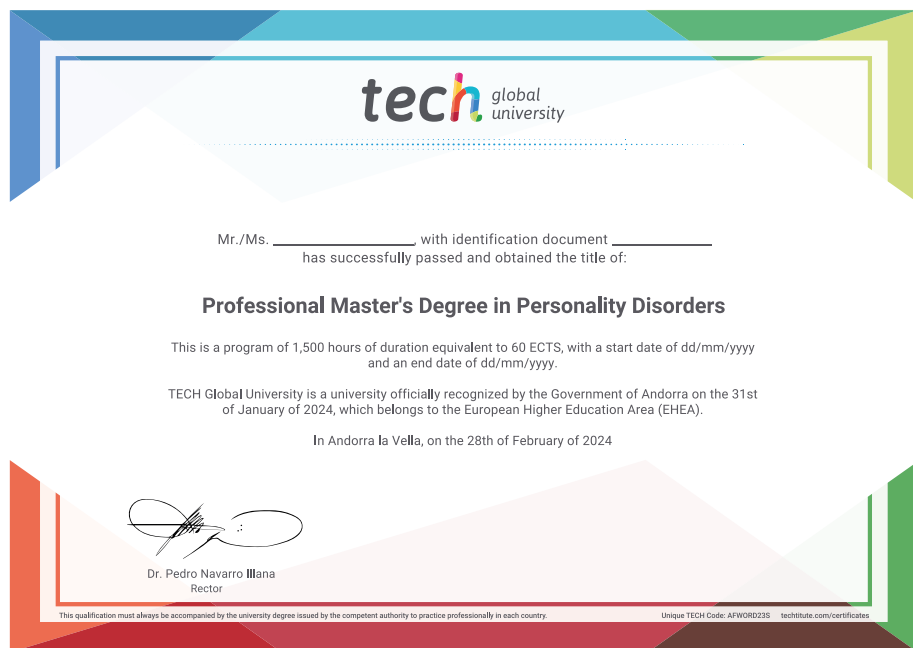 tech global
university
Mr./Ms. ____________, with identification document ____________
has successfully passed and obtained the title of:
Professional Master's Degree in Personality Disorders
This is a program of 1,500 hours of duration equivalent to 60 ECTS, with a start date of dd/mm/yyyy
and an end date of dd/mm/yyyy.
TECH Global University is a university officially recognized by the Government of Andorra on the 31st
of January of 2024, which belongs to the European Higher Education Area (EHEA).
In Andorra la Vella, on the 28th of February of 2024
Dr. Pedro Navarro Illana
Rector
This qualification must always be accompanied by the university degree issued by the competent authority to practice professionally in each country.
Unique TECH Code: AFWORD23S techtitute.com/certificates